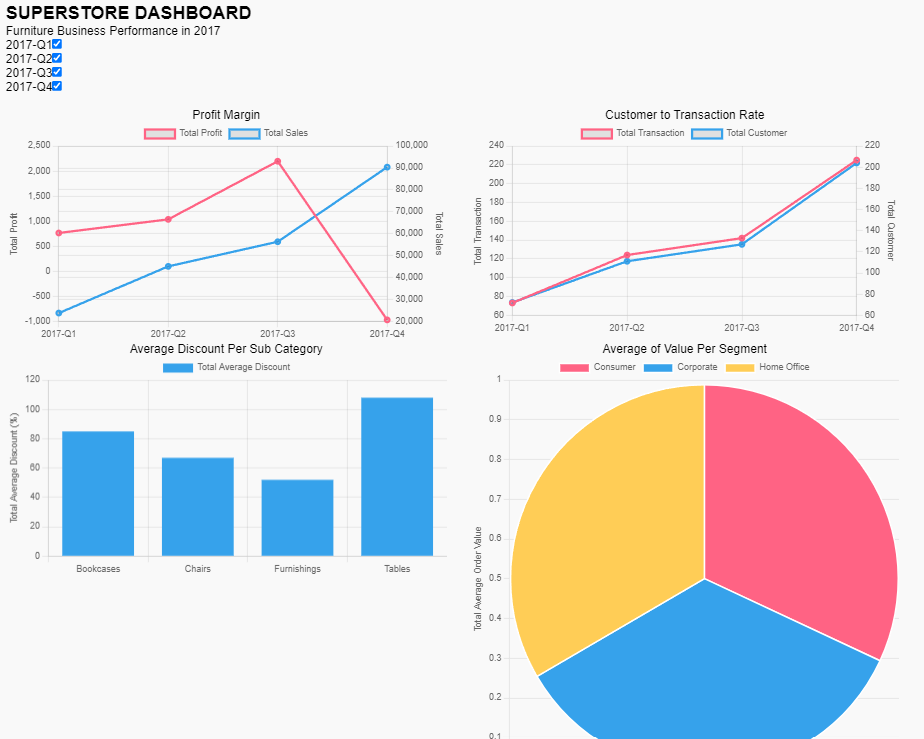 SUPERSTORE DASHBOARD
Furniture Business Performance in 2017
2017-Q1
2017-Q2
2017-Q3
2017-Q4
Profit Margin
Total Profit Total Sales
2,500
2,000
1,500
1,000
500
0
-500
-1,000
Total Profit
100,000
90,000
80,000
70,000
60,000
50,000
40,000
30,000
20,000
Total Sales
2017-Q1 2017-Q2 2017-Q3 2017-Q4
Customer to Transaction Rate
Total Transaction Total Customer
240
220
200
180
160
140
120
100
80
60
Total Transaction
220
200
180
160
140
120
100
80
60
Total Customer
2017-Q1 2017-Q2 2017-Q3 2017-Q4
Average Discount Per Sub Category
Total Average Discount
120
100
80
60
40
20
0
Total Average Discount (%)
Bookcases Chairs Furnishings Tables
Average of Value Per Segment
Consumer Corporate Home Office
1
0.9
0.8
0.7
0.6
0.5
0.4
0.3
0.2
0.1
Total Average Order Value